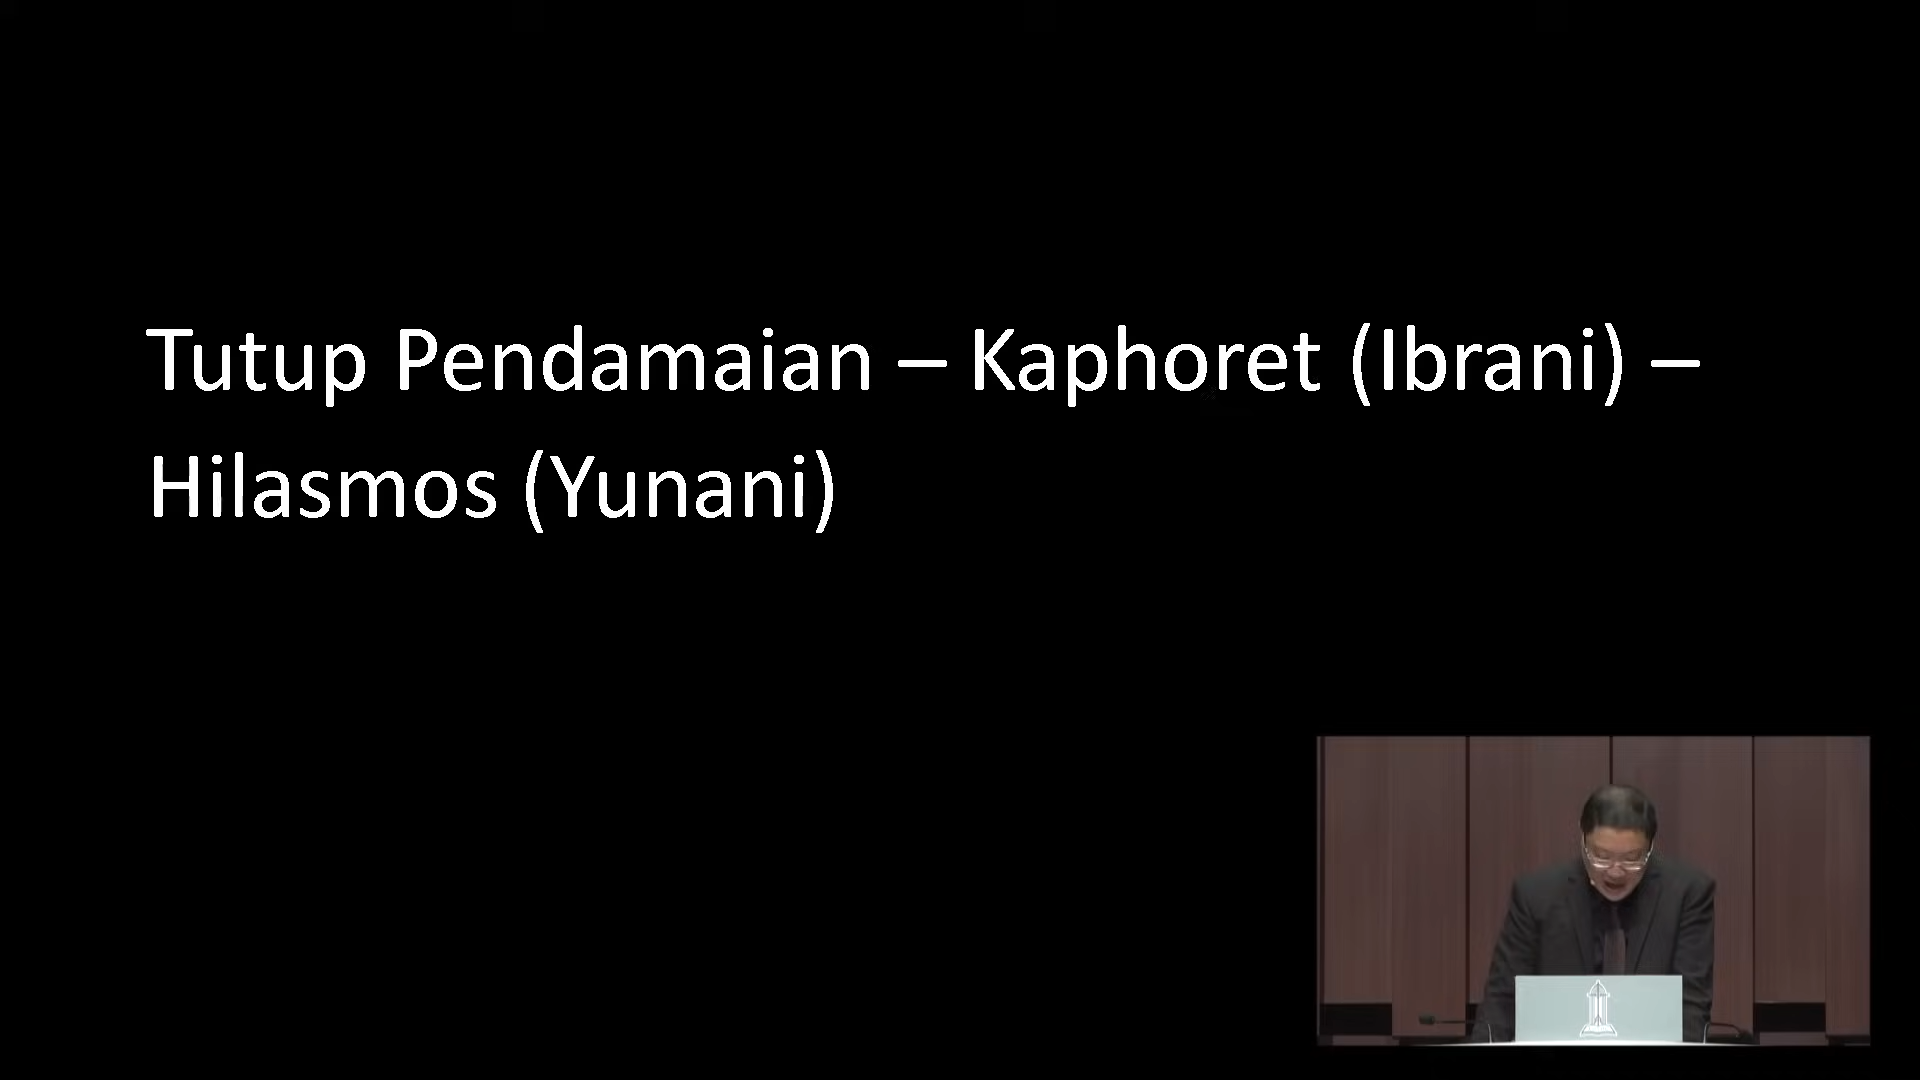 Tutup Pendamaian – Kaphoret (Ibrani) –
Hilasmos (Yunani)